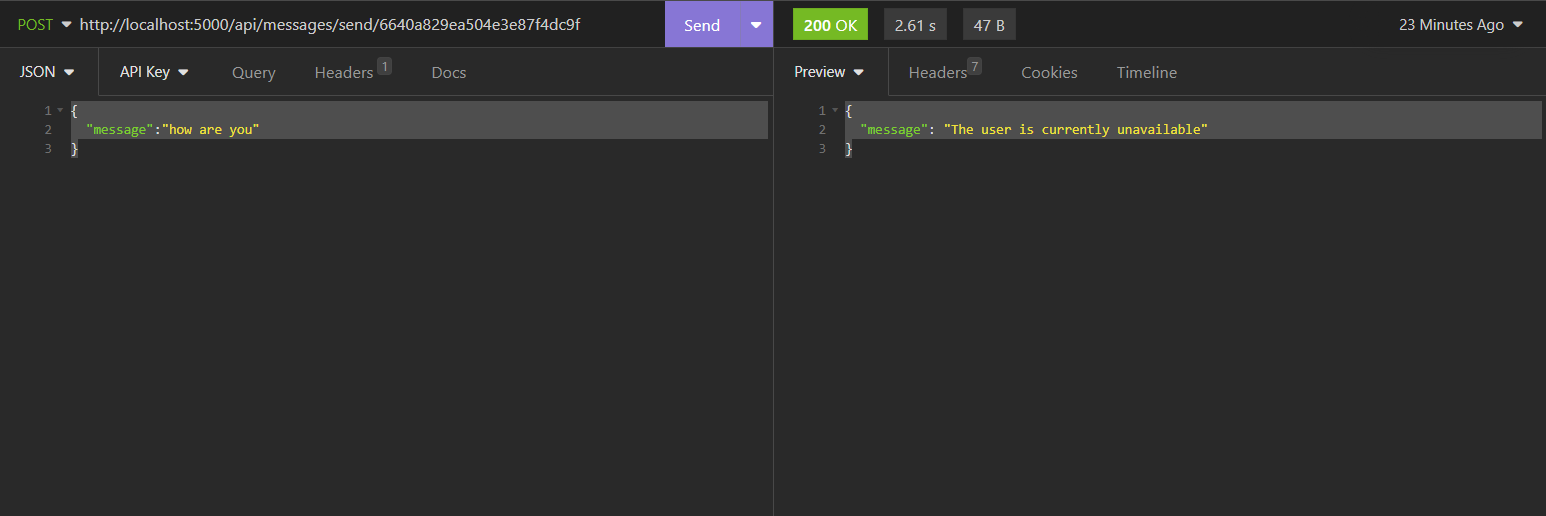 POST http://localhost:5000/api/messages/send/6640a829ea504e3e87f4dc9f Send 200 OK 2.61 s 47 B 23 Minutes Ago
JSON API Key Query Headers 1 Docs
Preview Headers 7 Cookies Timeline
1 {
2 "message":"how are you"
3 }
1 {
2 "message": "The user is currently unavailable"
3 }